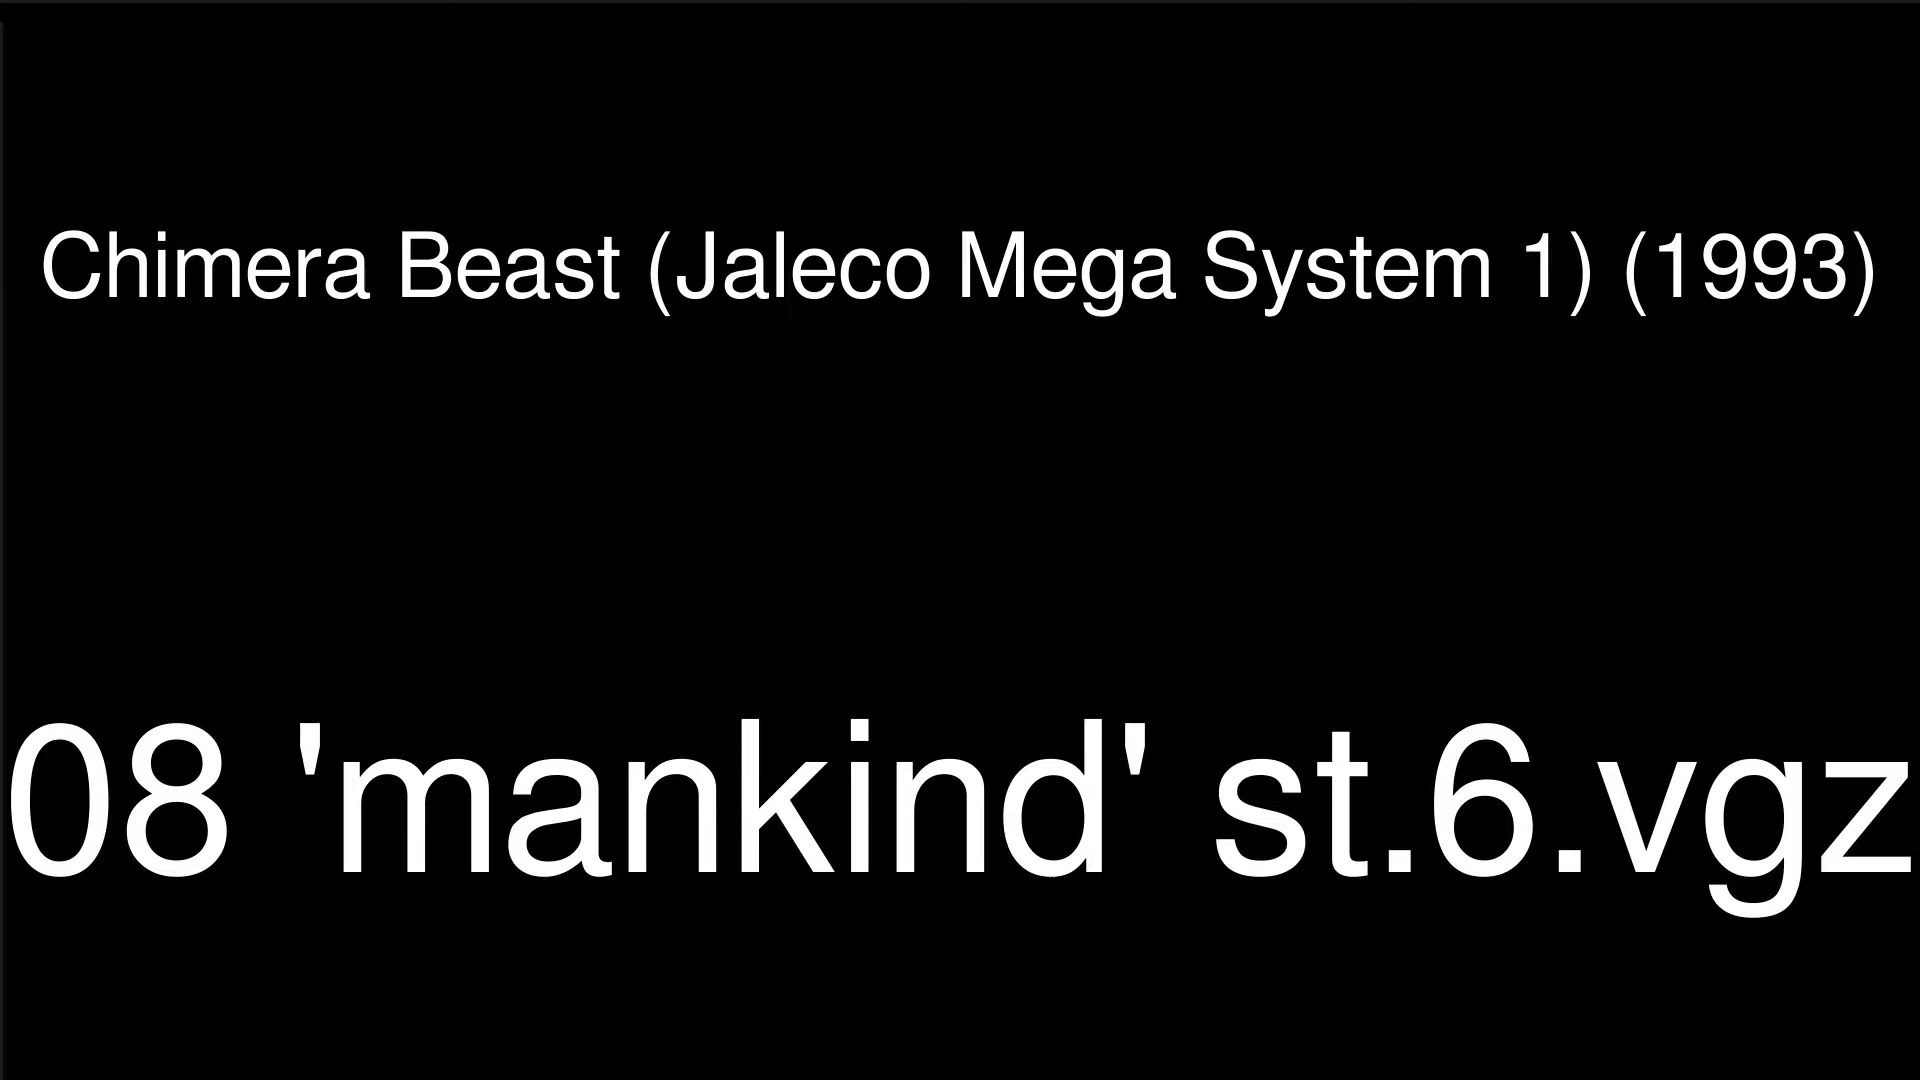 Chimera Beast (Jaleco Mega System 1) (1993)
08 'mankind' st.6.vgz